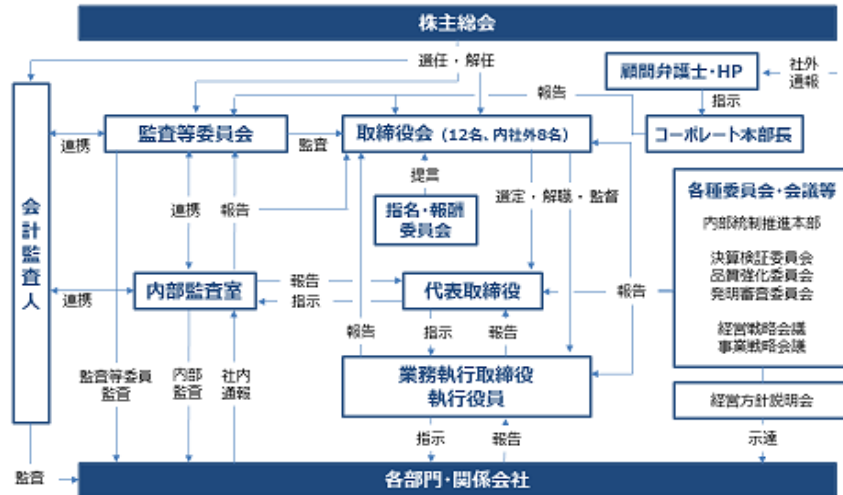 株主総会
選任・解任
顧問弁護士・HP
社外
通報
報告
指示
監査等委員会
監査
取締役会 (12名、内社外8名)
コーポレート本部長
連携
提言
各種委員会・会議等
連携
報告
指名・報酬
委員会
選定・解職・監督
内部統制推進本部
会計監査人
決算検証委員会
品質強化委員会
発明審査委員会
内部監査室
報告
指示
代表取締役
報告
連携
経営戦略会議
事業戦略会議
報告
指示
報告
監査等委員
監査
内部
監査
社内
通報
業務執行取締役
執行役員
経営方針説明会
指示
報告
示達
監査
各部門・関係会社